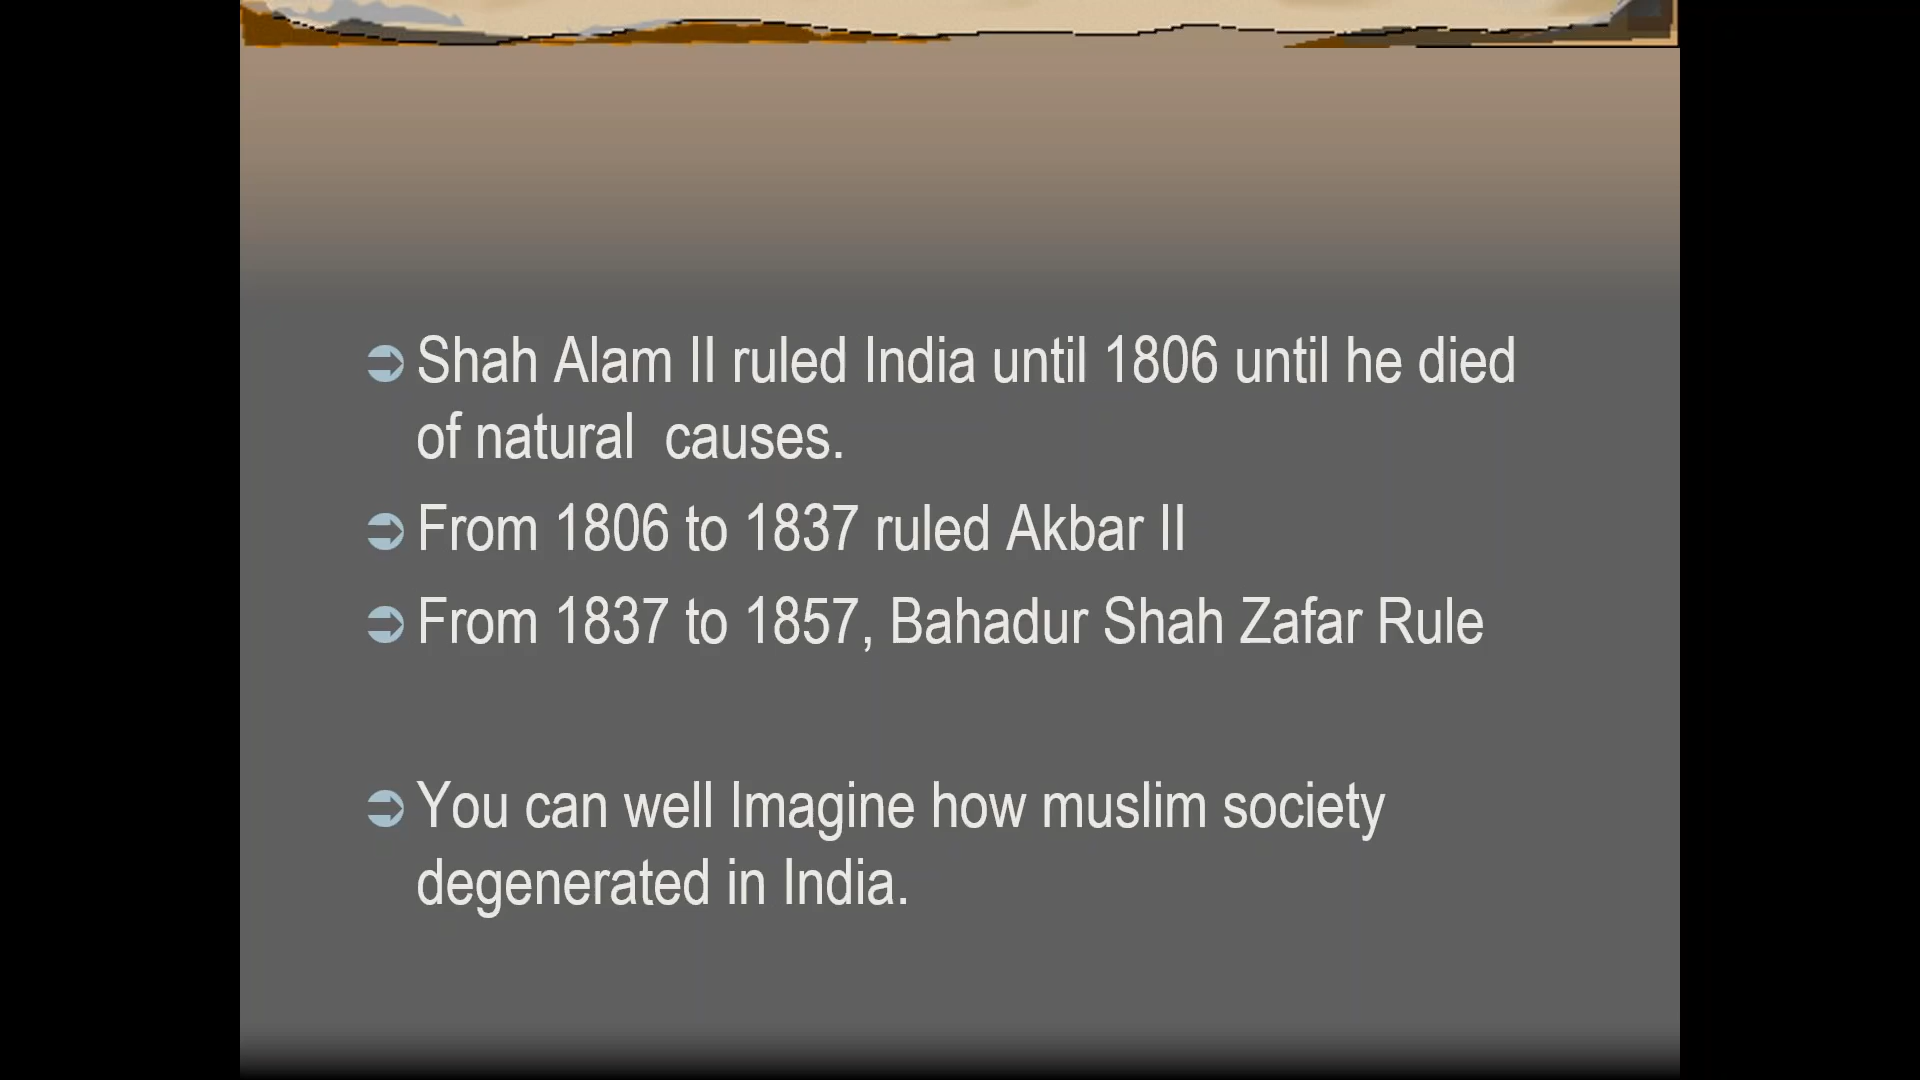 Shah Alam II ruled India until 1806 until he died
of natural  causes.
From 1806 to 1837 ruled Akbar II
From 1837 to 1857, Bahadur Shah Zafar Rule
You can well Imagine how muslim society
degenerated in India.